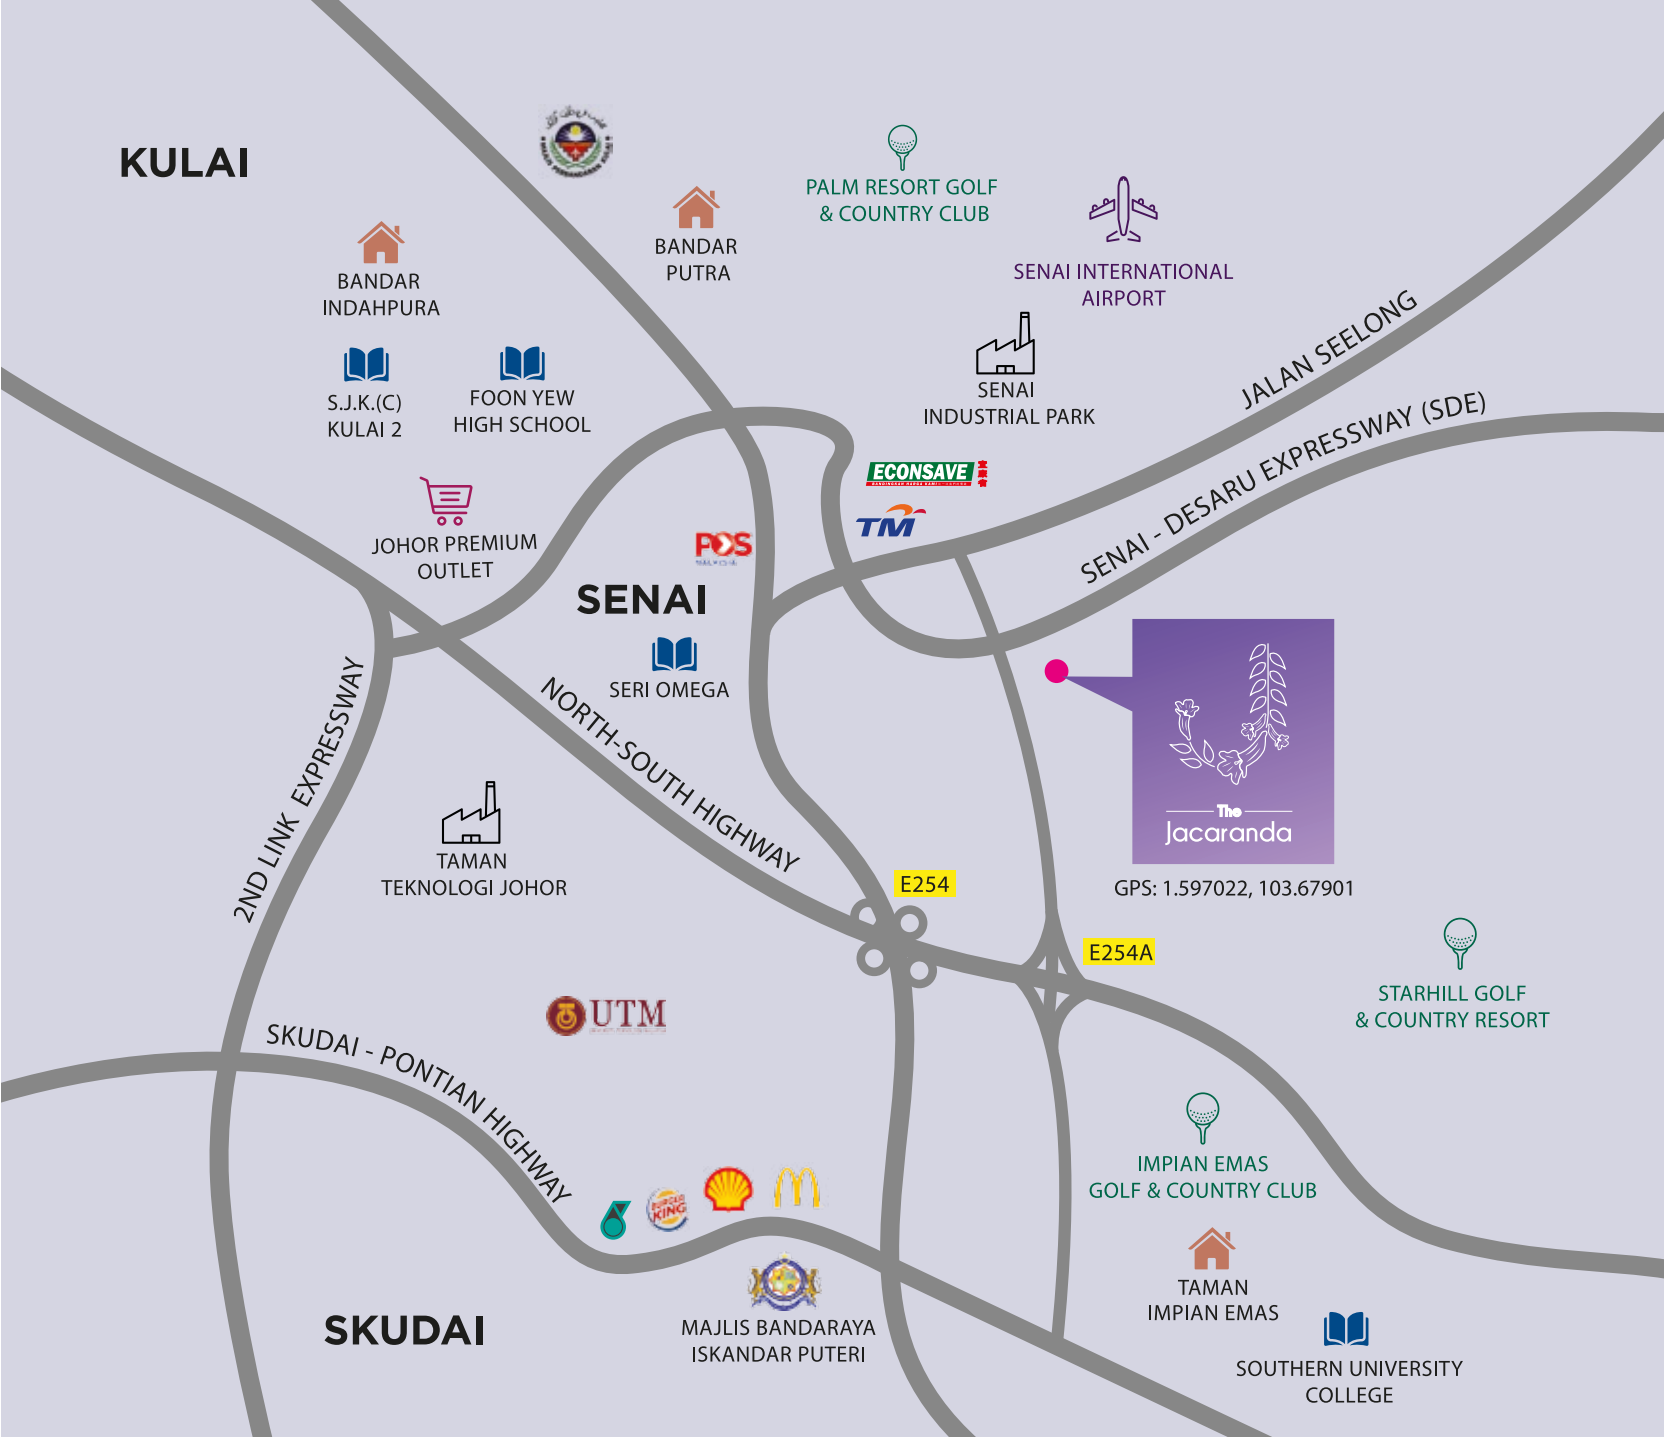 KULAI
PALM RESORT GOLF
& COUNTRY CLUB
BANDAR
PUTRA
SENAI INTERNATIONAL
AIRPORT
BANDAR
INDAHPURA
S.J.K.(C)
KULAI 2
FOON YEW
HIGH SCHOOL
SENAI
INDUSTRIAL PARK
JALAN SEELONG
SENAI - DESARU EXPRESSWAY (SDE)
ECONSAVE
TM
POS
MALAYSIA
JOHOR PREMIUM
OUTLET
SENAI
SERI OMEGA
NORTH-SOUTH HIGHWAY
2ND LINK EXPRESSWAY
The
Jacaranda
GPS: 1.597022, 103.67901
TAMAN
TEKNOLOGI JOHOR
E254
E254A
STARHILL GOLF
& COUNTRY RESORT
UTM
SKUDAI - PONTIAN HIGHWAY
BURGER
KING
IMPIAN EMAS
GOLF & COUNTRY CLUB
TAMAN
IMPIAN EMAS
SKUDAI
MAJLIS BANDARAYA
ISKANDAR PUTERI
SOUTHERN UNIVERSITY
COLLEGE